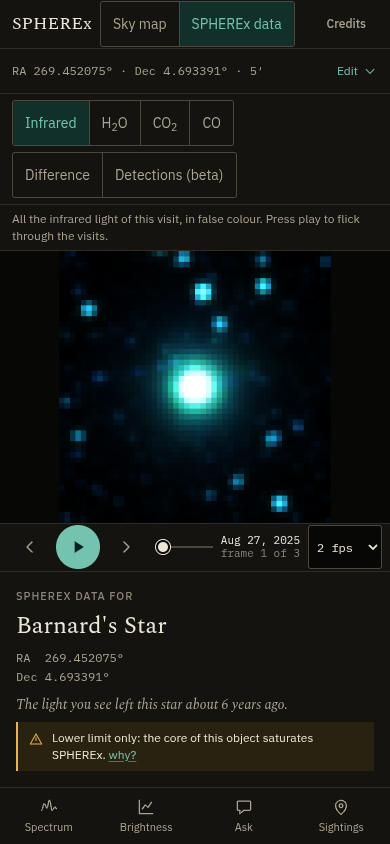 SPHEREx
Sky map
SPHEREx data
Credits
RA 269.452075° · Dec 4.693391° · 5′
Edit
Infrared
H₂O
CO₂
CO
Difference
Detections (beta)
All the infrared light of this visit, in false colour. Press play to flick
through the visits.
Aug 27, 2025
frame 1 of 3
2 fps
SPHEREX DATA FOR
Barnard's Star
RA 269.452075°
Dec 4.693391°
The light you see left this star about 6 years ago.
Lower limit only: the core of this object saturates
SPHEREx. why?
Spectrum
Brightness
Ask
Sightings